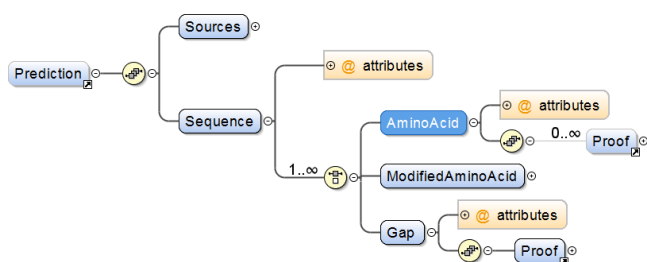 Sources
@ attributes
Prediction
@ attributes
Sequence
AminoAcid
0..∞
Proof
1..∞
ModifiedAminoAcid
@ attributes
Gap
Proof